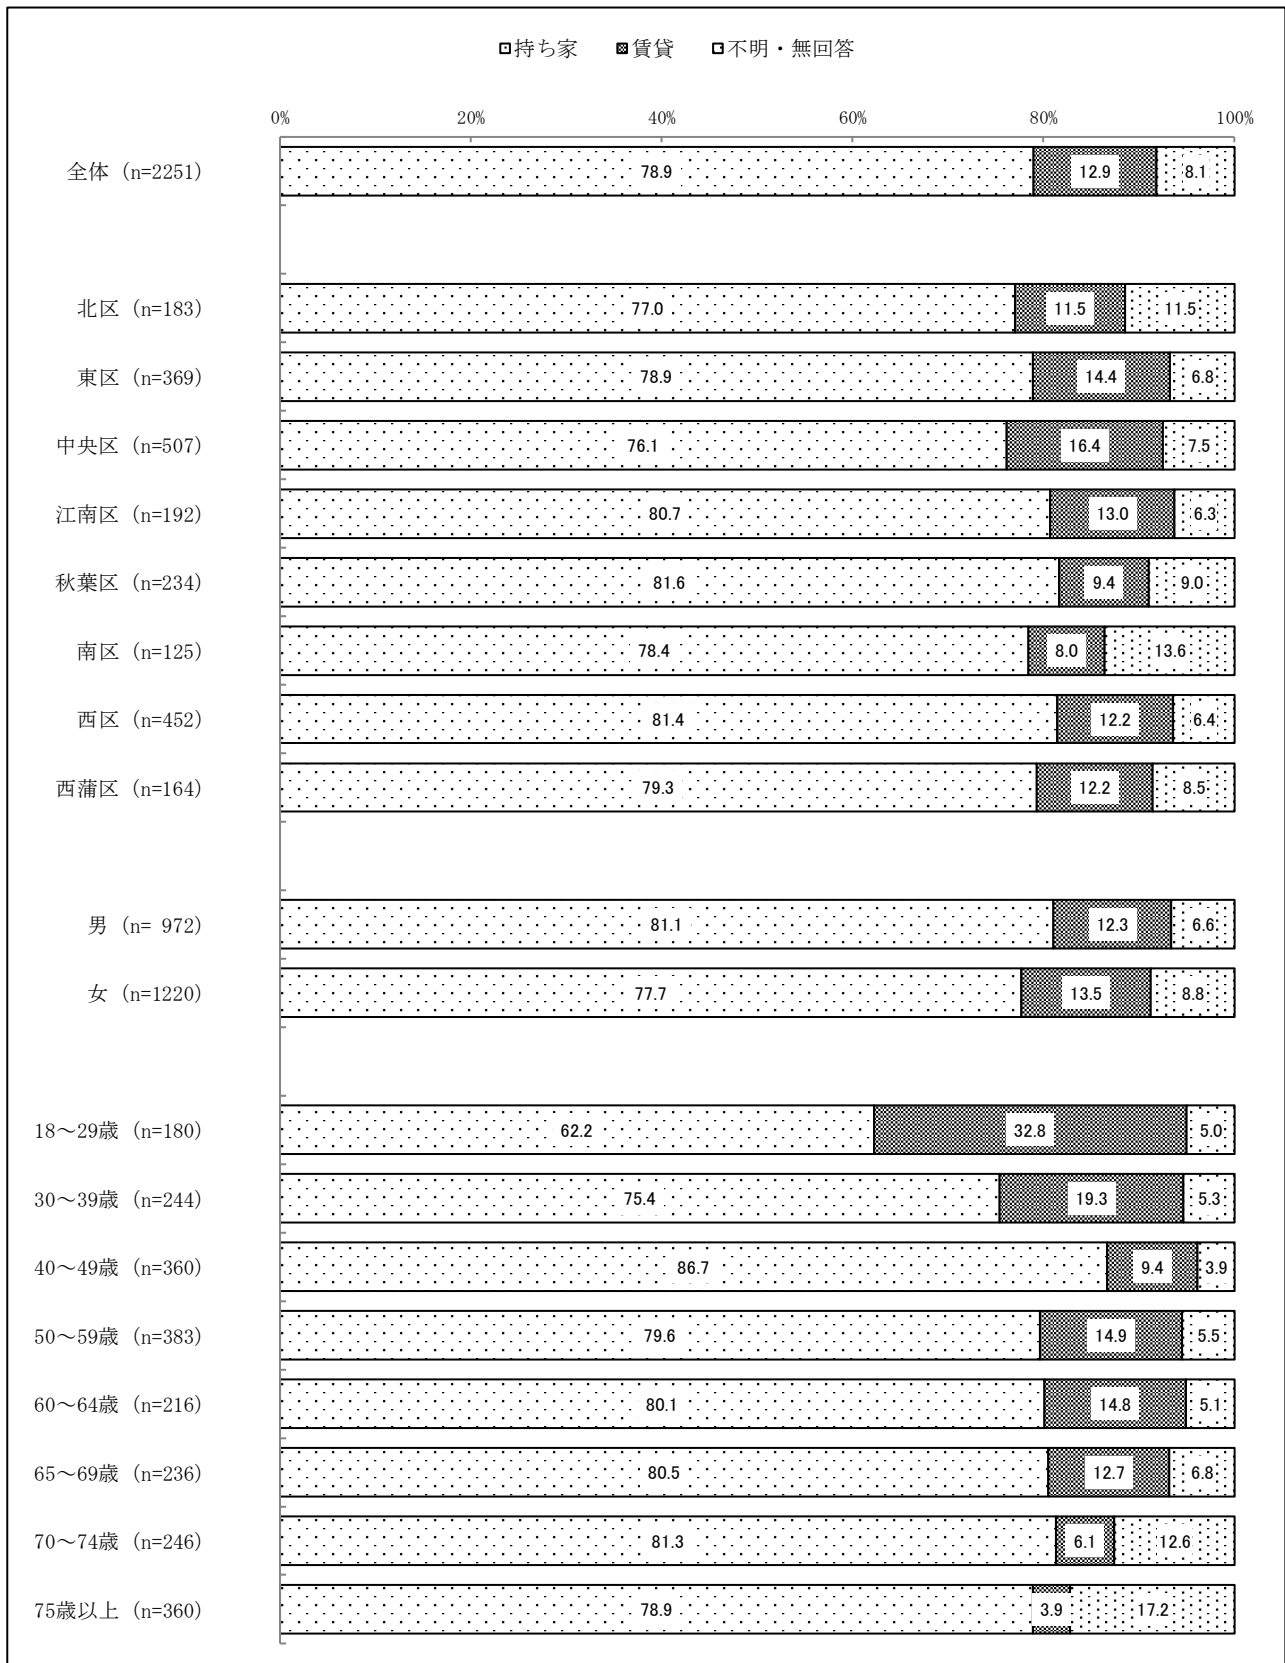 持ち家 賃貸 不明・無回答
0% 20% 40% 60% 80% 100%
全体 (n=2251) 78.9 12.9 8.1
北区 (n=183) 77.0 11.5 11.5
東区 (n=369) 78.9 14.4 6.8
中央区 (n=507) 76.1 16.4 7.5
江南区 (n=192) 80.7 13.0 6.3
秋葉区 (n=234) 81.6 9.4 9.0
南区 (n=125) 78.4 8.0 13.6
西区 (n=452) 81.4 12.2 6.4
西蒲区 (n=164) 79.3 12.2 8.5
男 (n= 972) 81.1 12.3 6.6
女 (n=1220) 77.7 13.5 8.8
18～29歳 (n=180) 62.2 32.8 5.0
30～39歳 (n=244) 75.4 19.3 5.3
40～49歳 (n=360) 86.7 9.4 3.9
50～59歳 (n=383) 79.6 14.9 5.5
60～64歳 (n=216) 80.1 14.8 5.1
65～69歳 (n=236) 80.5 12.7 6.8
70～74歳 (n=246) 81.3 6.1 12.6
75歳以上 (n=360) 78.9 3.9 17.2